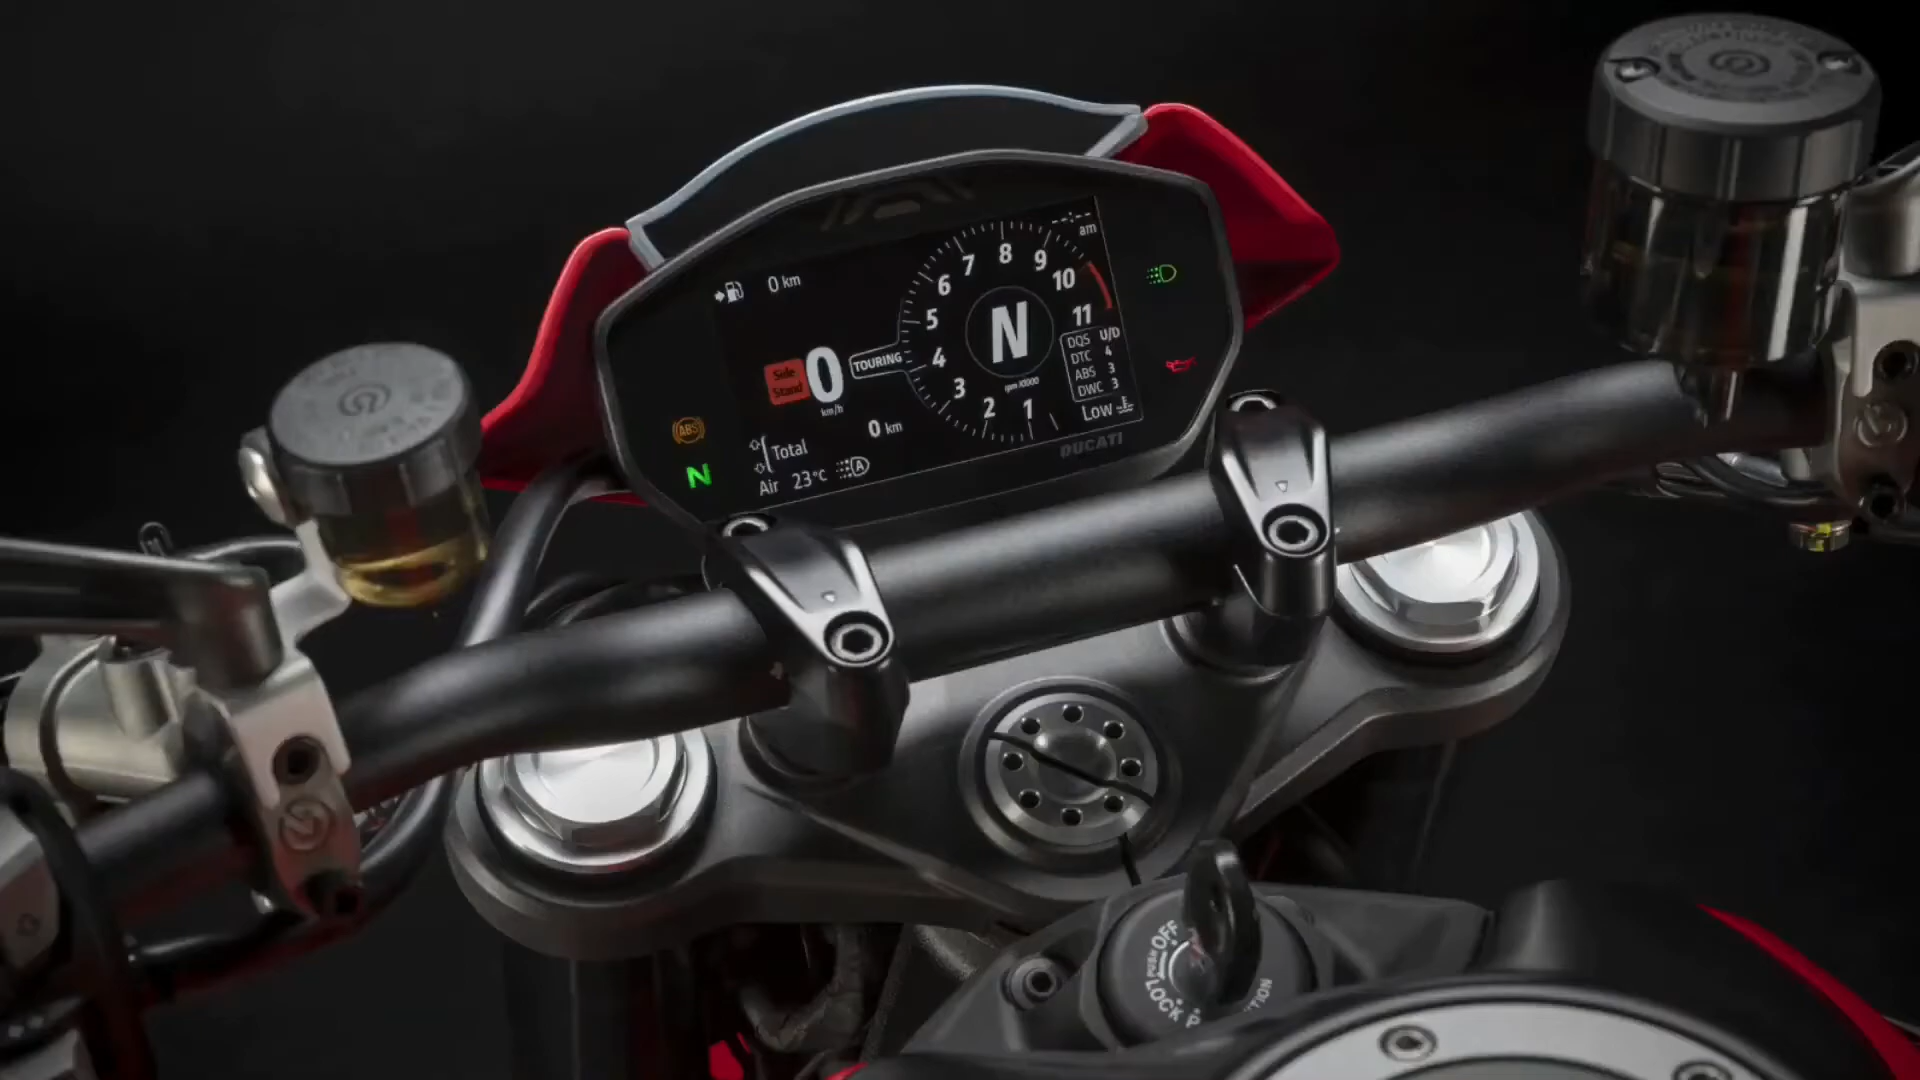 0 km
am
8
7
9
6
10
5
11
N
4
3
2
1
rpm x1000
TOURING
Side
Stand
0
km/h
DQS U/D
DTC 4
ABS 3
DWC 3
Low
0 km
Total
Air 23°C
A
DUCATI
ABS
N
OFF
PUSH
LOCK